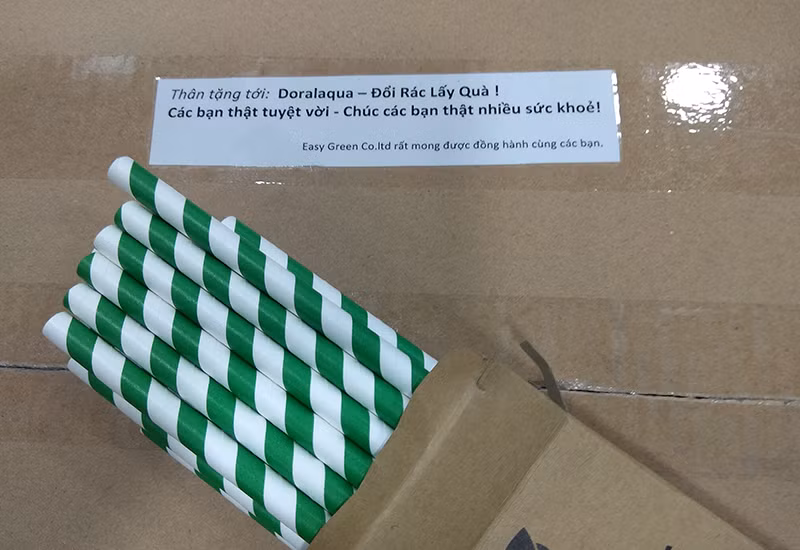 Thân tặng tới: Doralaqua – Đổi Rác Lấy Quà !
Các bạn thật tuyệt vời - Chúc các bạn thật nhiều sức khoẻ!
Easy Green Co.ltd rất mong được đồng hành cùng các bạn.